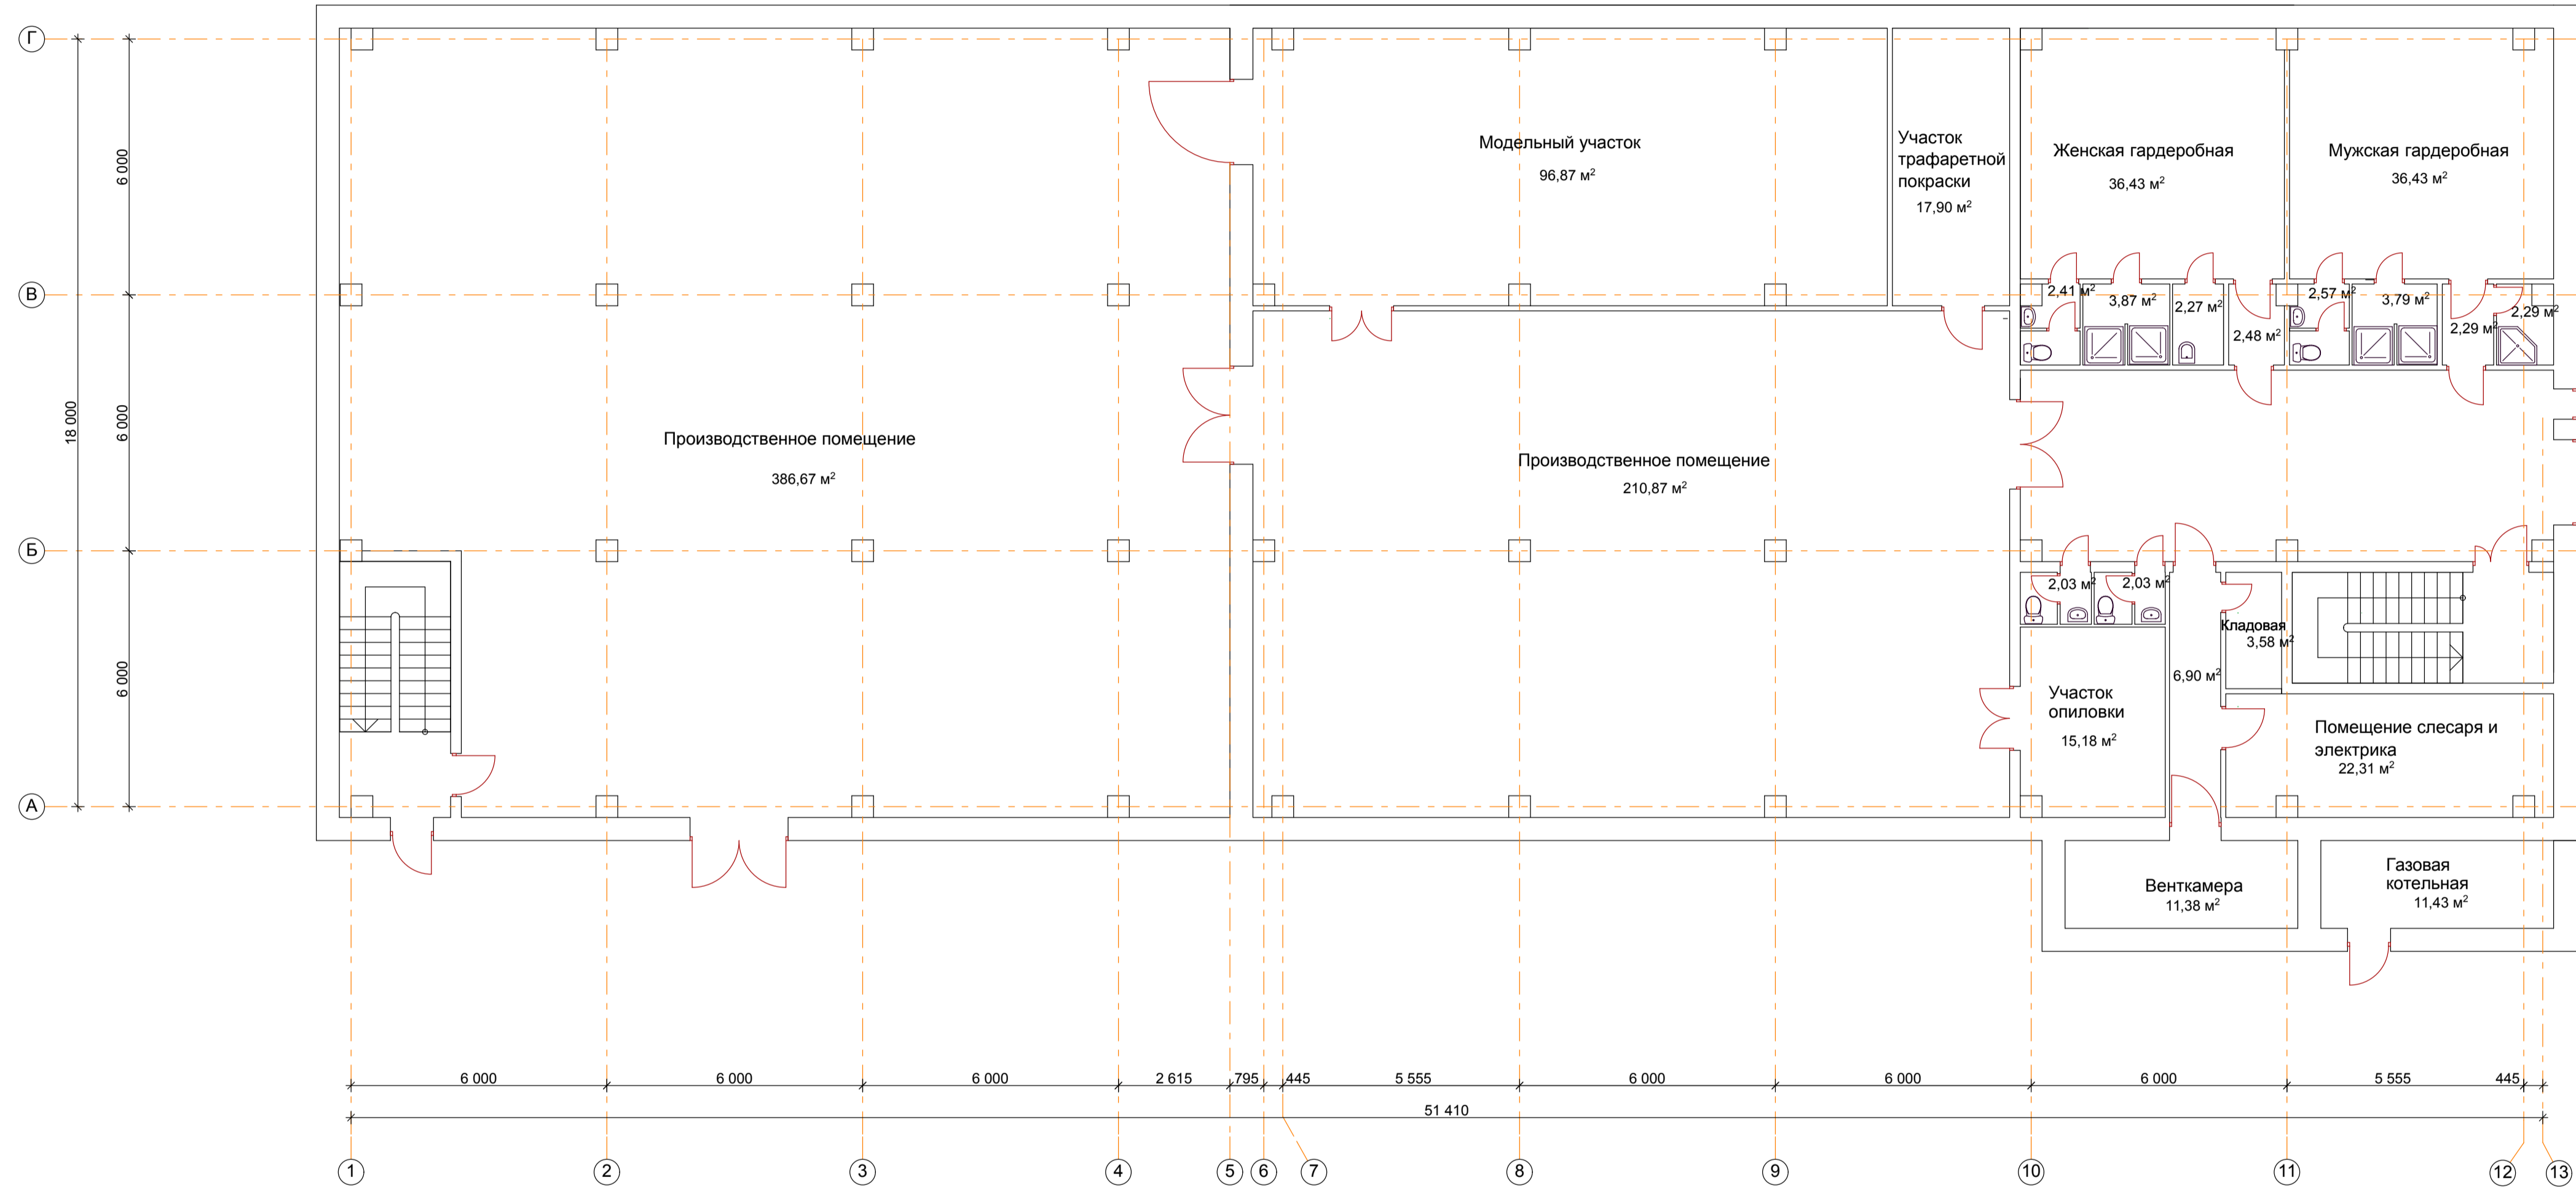 Г
В
Б
А
18 000
6 000
6 000
6 000
Производственное помещение
386,67 м²
Модельный участок
96,87 м²
Участок
трафаретной
покраски
17,90 м²
Производственное помещение
210,87 м²
Женская гардеробная
36,43 м²
Мужская гардеробная
36,43 м²
2,41 м²
3,87 м²
2,27 м²
2,48 м²
2,57 м²
3,79 м²
2,29 м²
2,29 м²
2,03 м²
2,03 м²
Кладовая
3,58 м²
6,90 м²
Участок
опиловки
15,18 м²
Помещение слесаря и
электрика
22,31 м²
Венткамера
11,38 м²
Газовая
котельная
11,43 м²
6 000
6 000
6 000
2 615
795
445
5 555
6 000
6 000
6 000
5 555
445
51 410
1
2
3
4
5
6
7
8
9
10
11
12
13